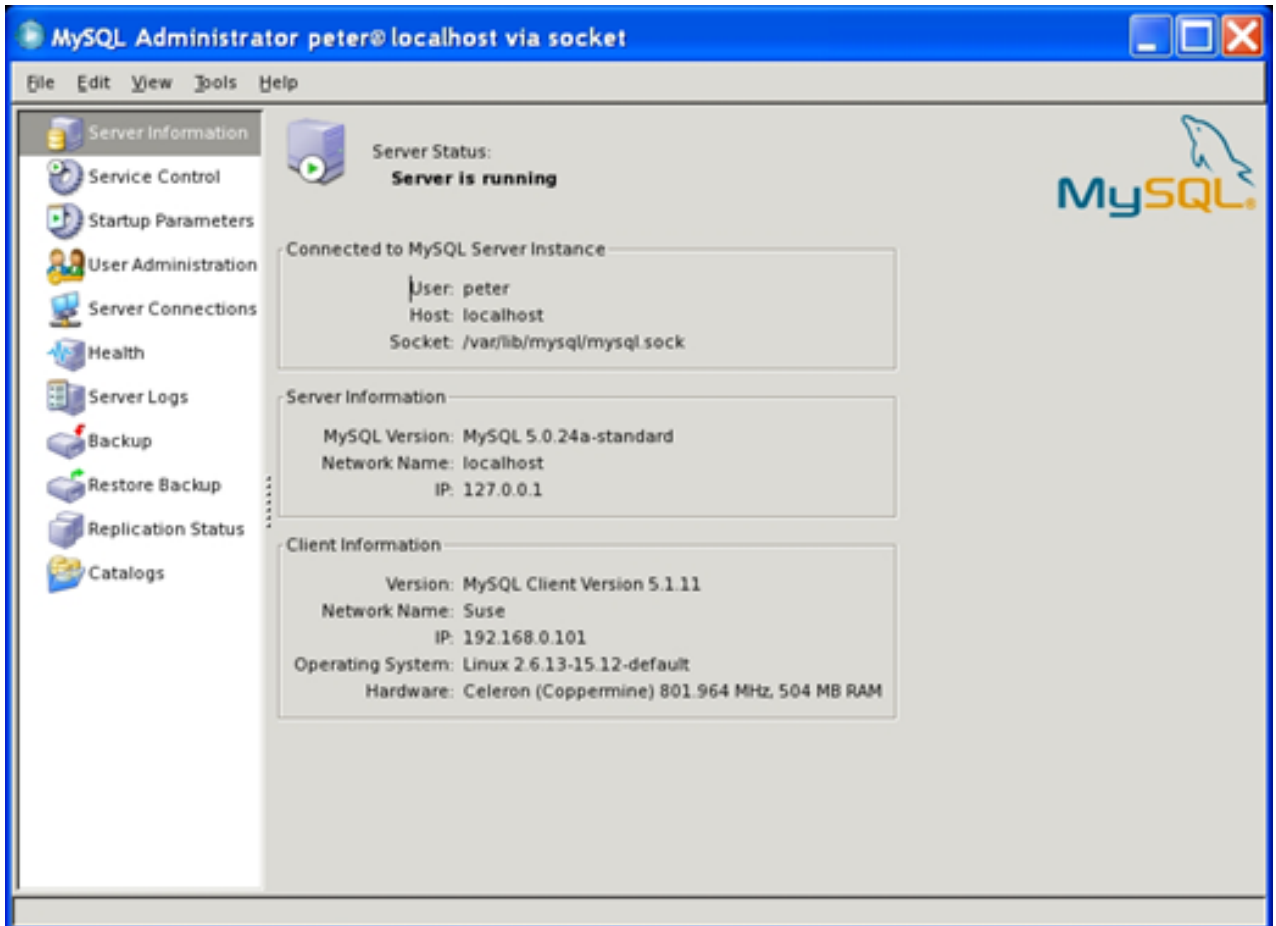 MySQL Administrator peter@localhost via socket
File Edit View Tools Help
Server Information
Service Control
Startup Parameters
User Administration
Server Connections
Health
Server Logs
Backup
Restore Backup
Replication Status
Catalogs
Server Status:
Server is running
MySQL®
Connected to MySQL Server Instance
User: peter
Host: localhost
Socket: /var/lib/mysql/mysql.sock
Server Information
MySQL Version: MySQL 5.0.24a-standard
Network Name: localhost
IP: 127.0.0.1
Client Information
Version: MySQL Client Version 5.1.11
Network Name: Suse
IP: 192.168.0.101
Operating System: Linux 2.6.13-15.12-default
Hardware: Celeron (Coppermine) 801.964 MHz, 504 MB RAM